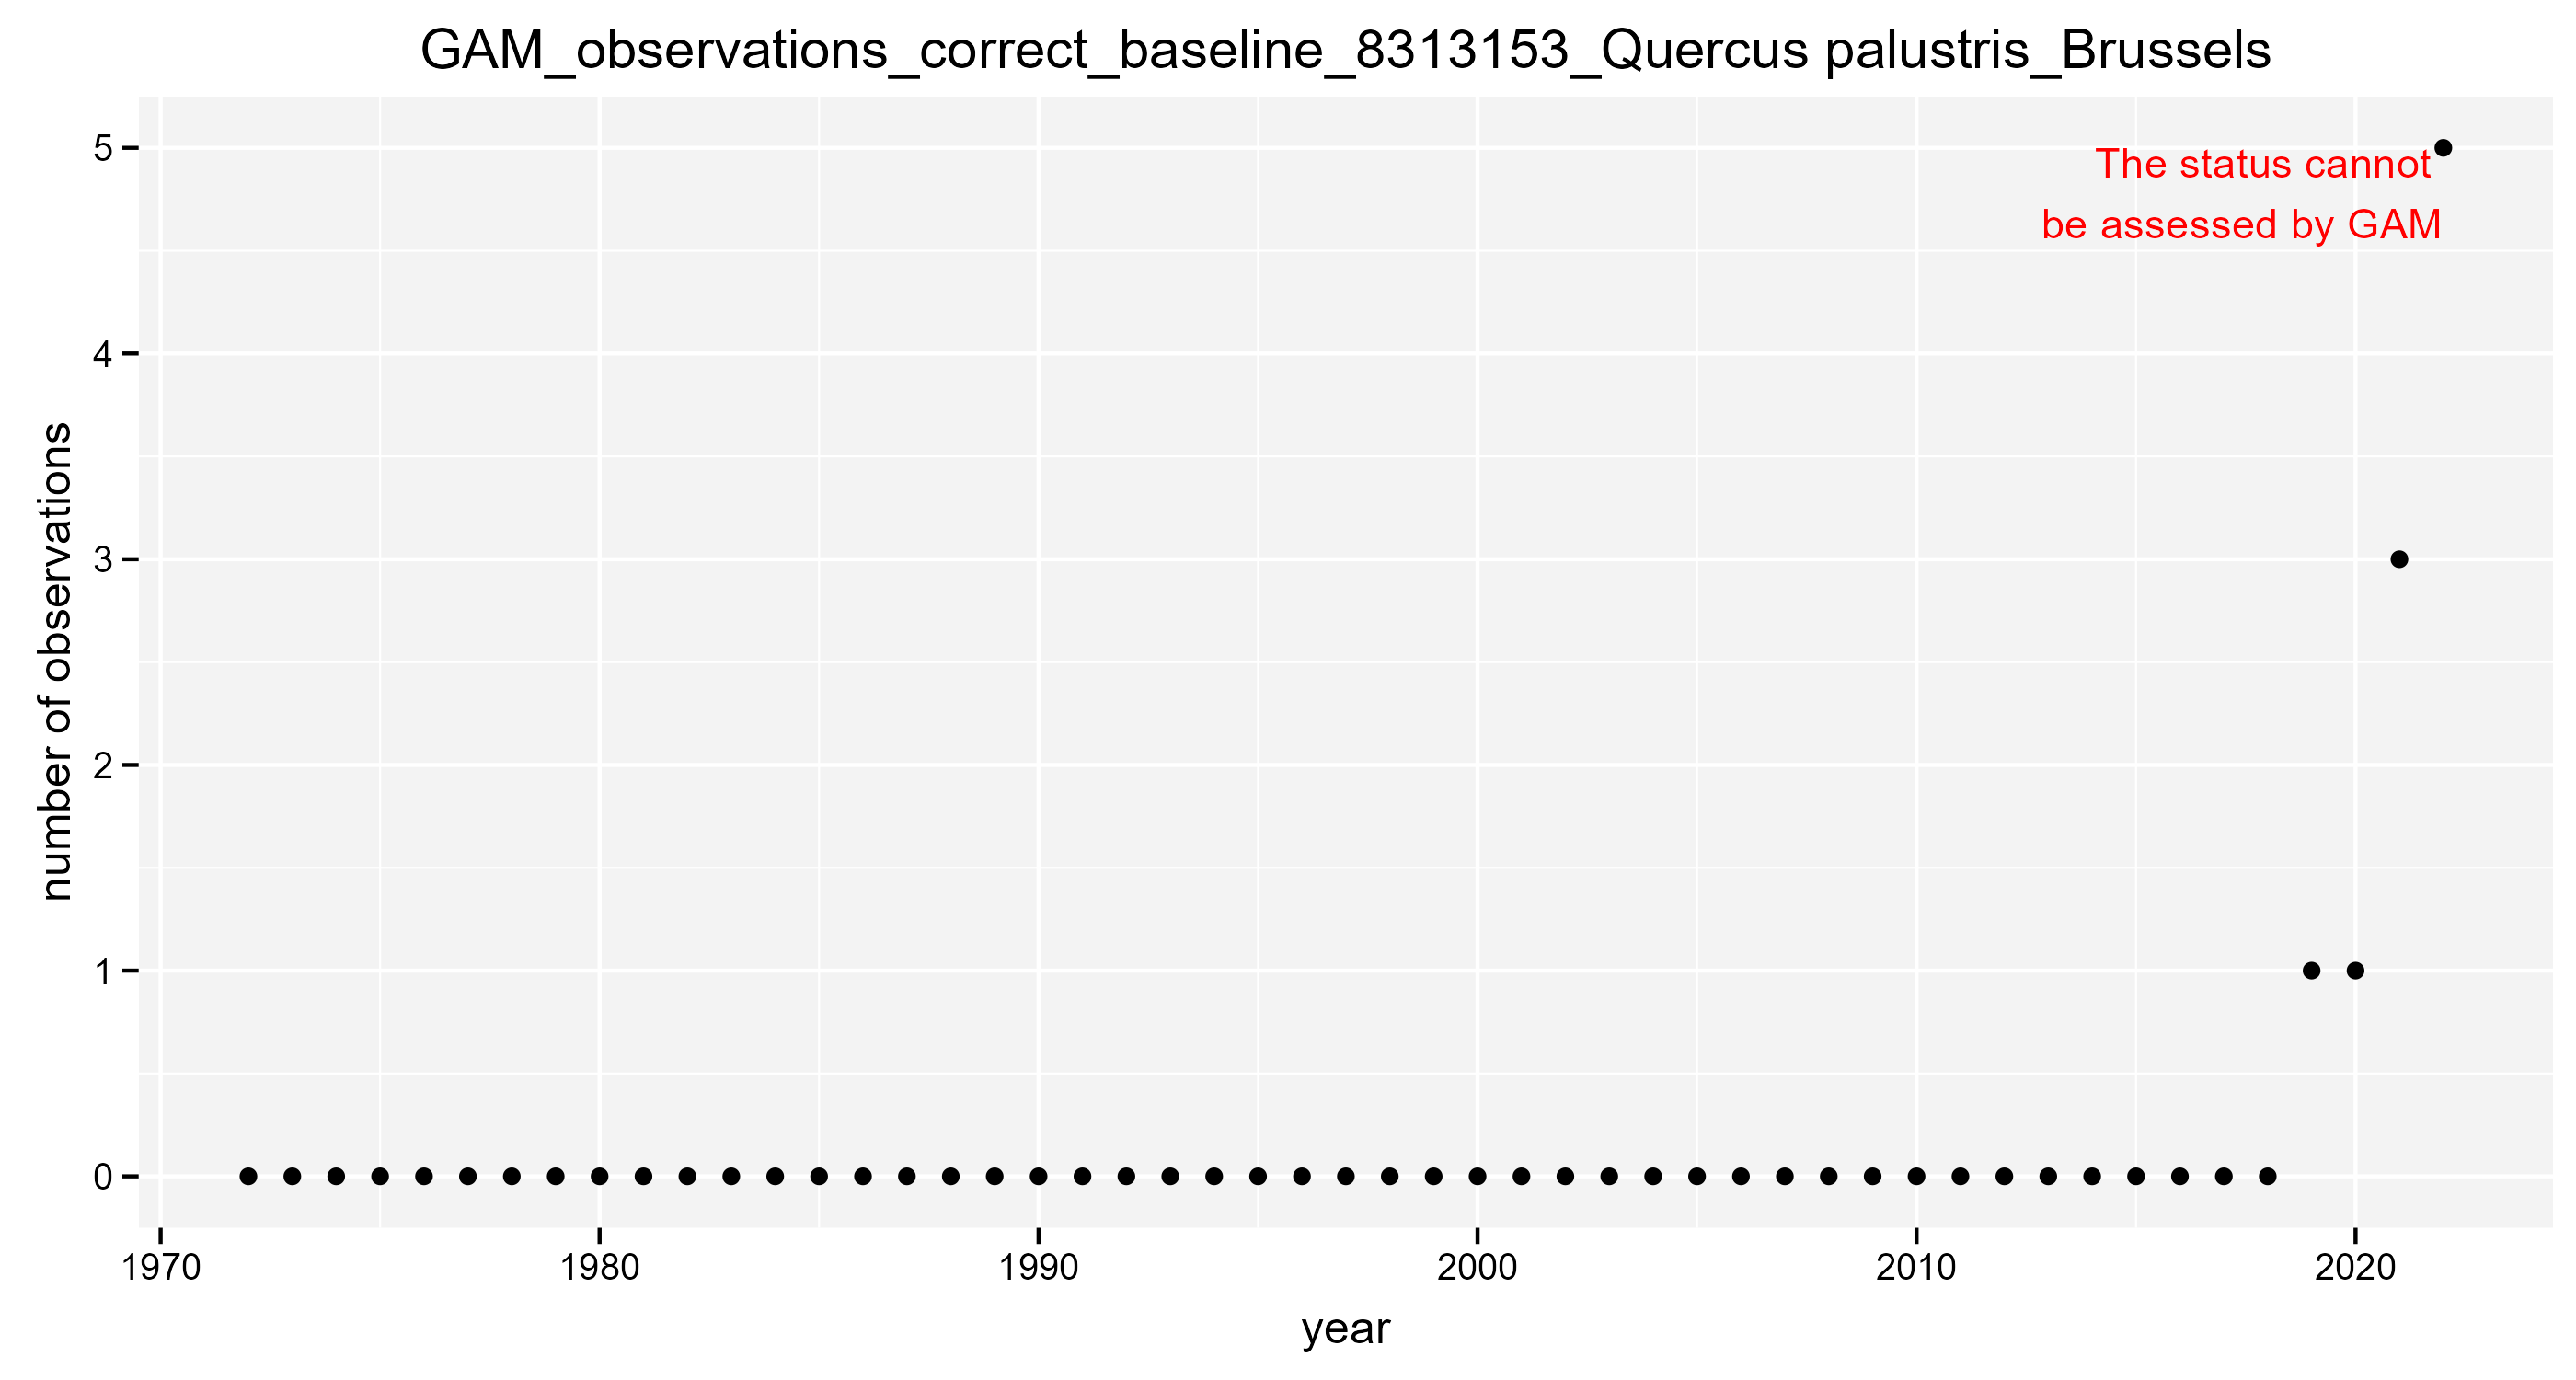 GAM_observations_correct_baseline_8313153_Quercus palustris_Brussels
5
4
3
2
1
0
number of observations
The status cannot
be assessed by GAM
1970
1980
1990
2000
2010
2020
year